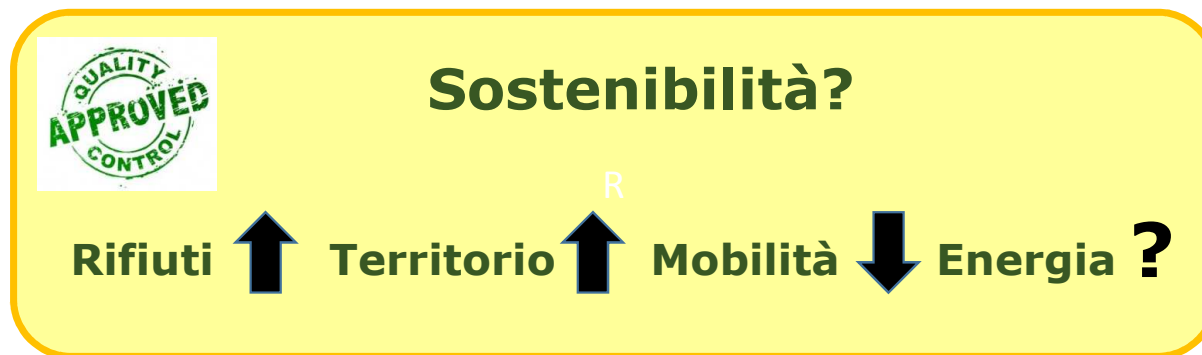 QUALITY
APPROVED
CONTROL
Sostenibilità?
R
Rifiuti Territorio Mobilità Energia ?